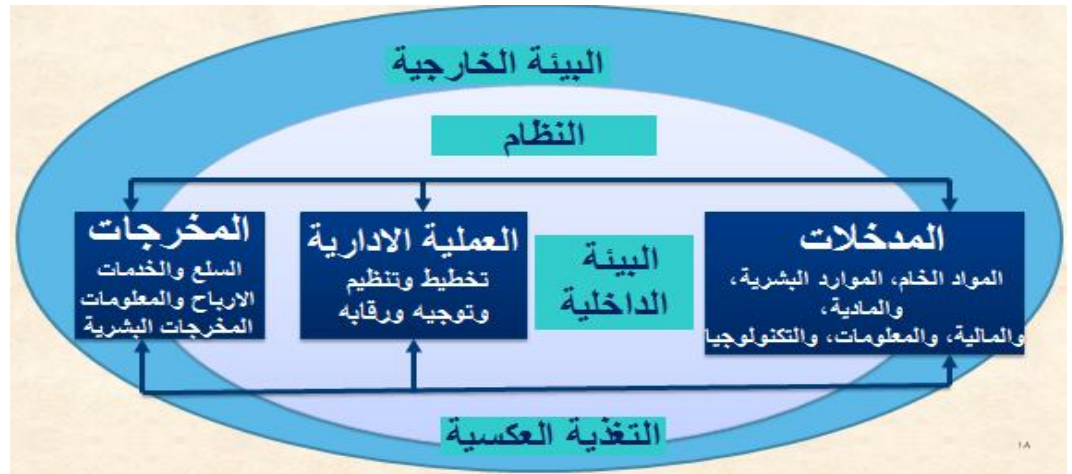 البيئة الخارجية
النظام
المدخلات
المواد الخام، الموارد البشرية،
والمادية،
والمالية، والمعلومات، والتكنولوجيا
البيئة
الداخلية
العملية الادارية
تخطيط وتنظيم
وتوجيه ورقابه
المخرجات
السلع والخدمات
الارباح والمعلومات
المخرجات البشرية
التغذية العكسية
١٨